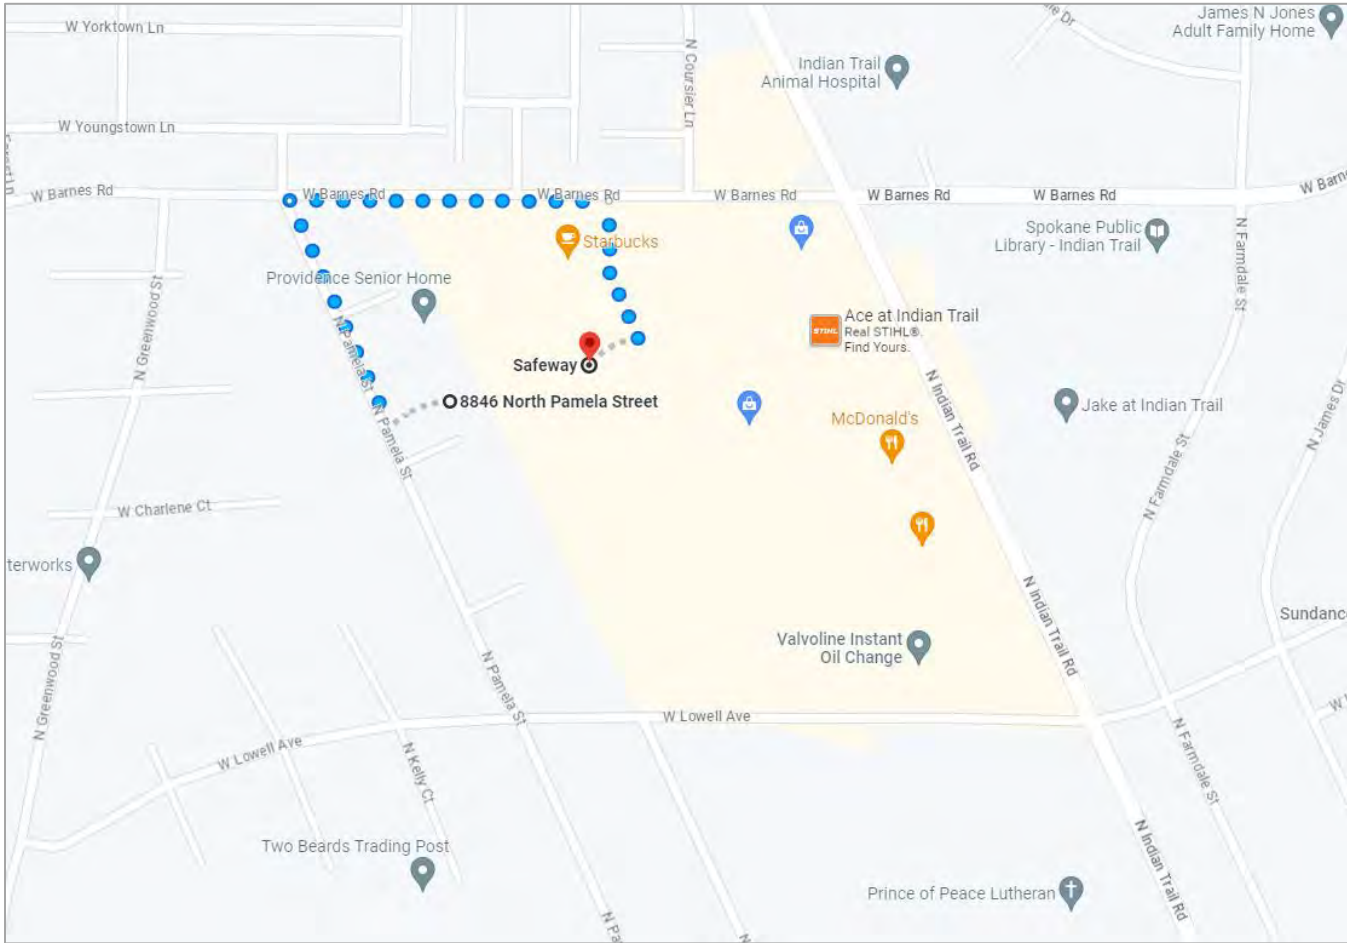 James N Jones
Adult Family Home
W Yorktown Ln
N Coursier Ln
Indian Trail
Animal Hospital
W Youngstown Ln
W Barnes Rd
W Barnes Rd
W Barnes Rd
W Barnes Rd
W Barnes Rd
W Barnes Rd
Starbucks
Spokane Public
Library - Indian Trail
N Farmdale St
Providence Senior Home
N Greenwood St
N Pamela St
Safeway
8846 North Pamela Street
STIHL
Ace at Indian Trail
Real STIHL®.
Find Yours.
N Indian Trail Rd
McDonald's
Jake at Indian Trail
N James Dr
N Pamela St
N Farmdale St
W Charlene Ct
terworks
N Indian Trail Rd
Sundance
Valvoline Instant
Oil Change
N Greenwood St
N Pamela St
W Lowell Ave
W Lowell Ave
N Kelly Ct
N Farmdale St
Two Beards Trading Post
N Indian Trail Rd
Prince of Peace Lutheran
N Pa